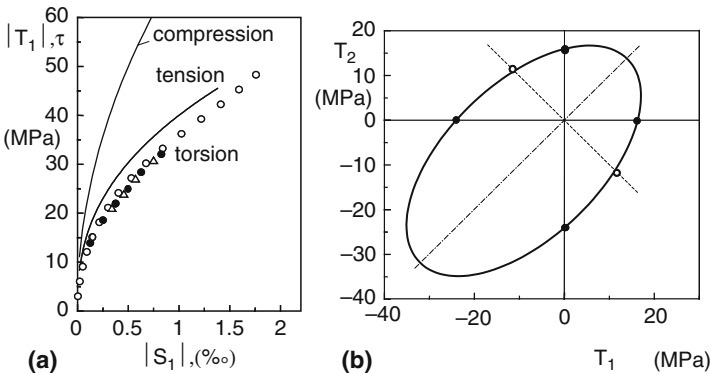 |T₁|, τ
(MPa)
60
50
40
30
20
10
0
compression
tension
torsion
0 0.5 1 1.5 2
|S₁|, (‰)
(a)
T₂
(MPa)
20
10
0
−10
−20
−30
−40
−40 −20 0 20
T₁ (MPa)
(b)